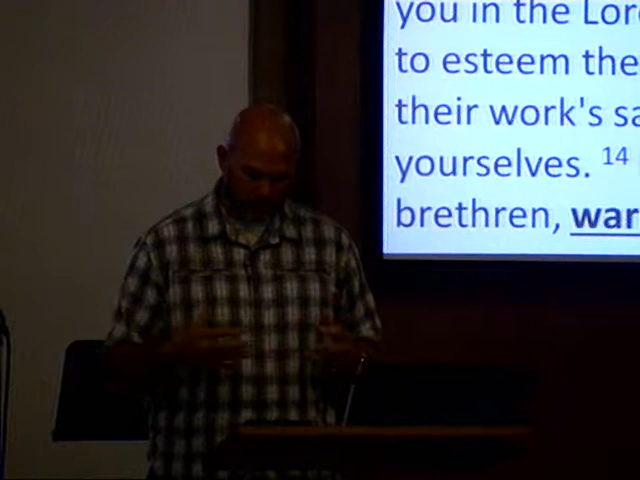 you in the Lor
to esteem the
their work's sa
yourselves. 14
brethren, war